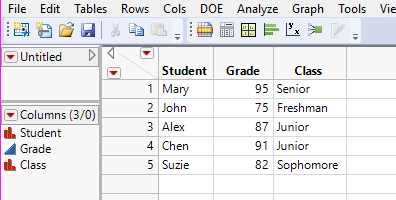 File Edit Tables Rows Cols DOE Analyze Graph Tools
Untitled
Student Grade Class
1 Mary 95 Senior
2 John 75 Freshman
3 Alex 87 Junior
4 Chen 91 Junior
5 Suzie 82 Sophomore
Columns (3/0)
Student
Grade
Class